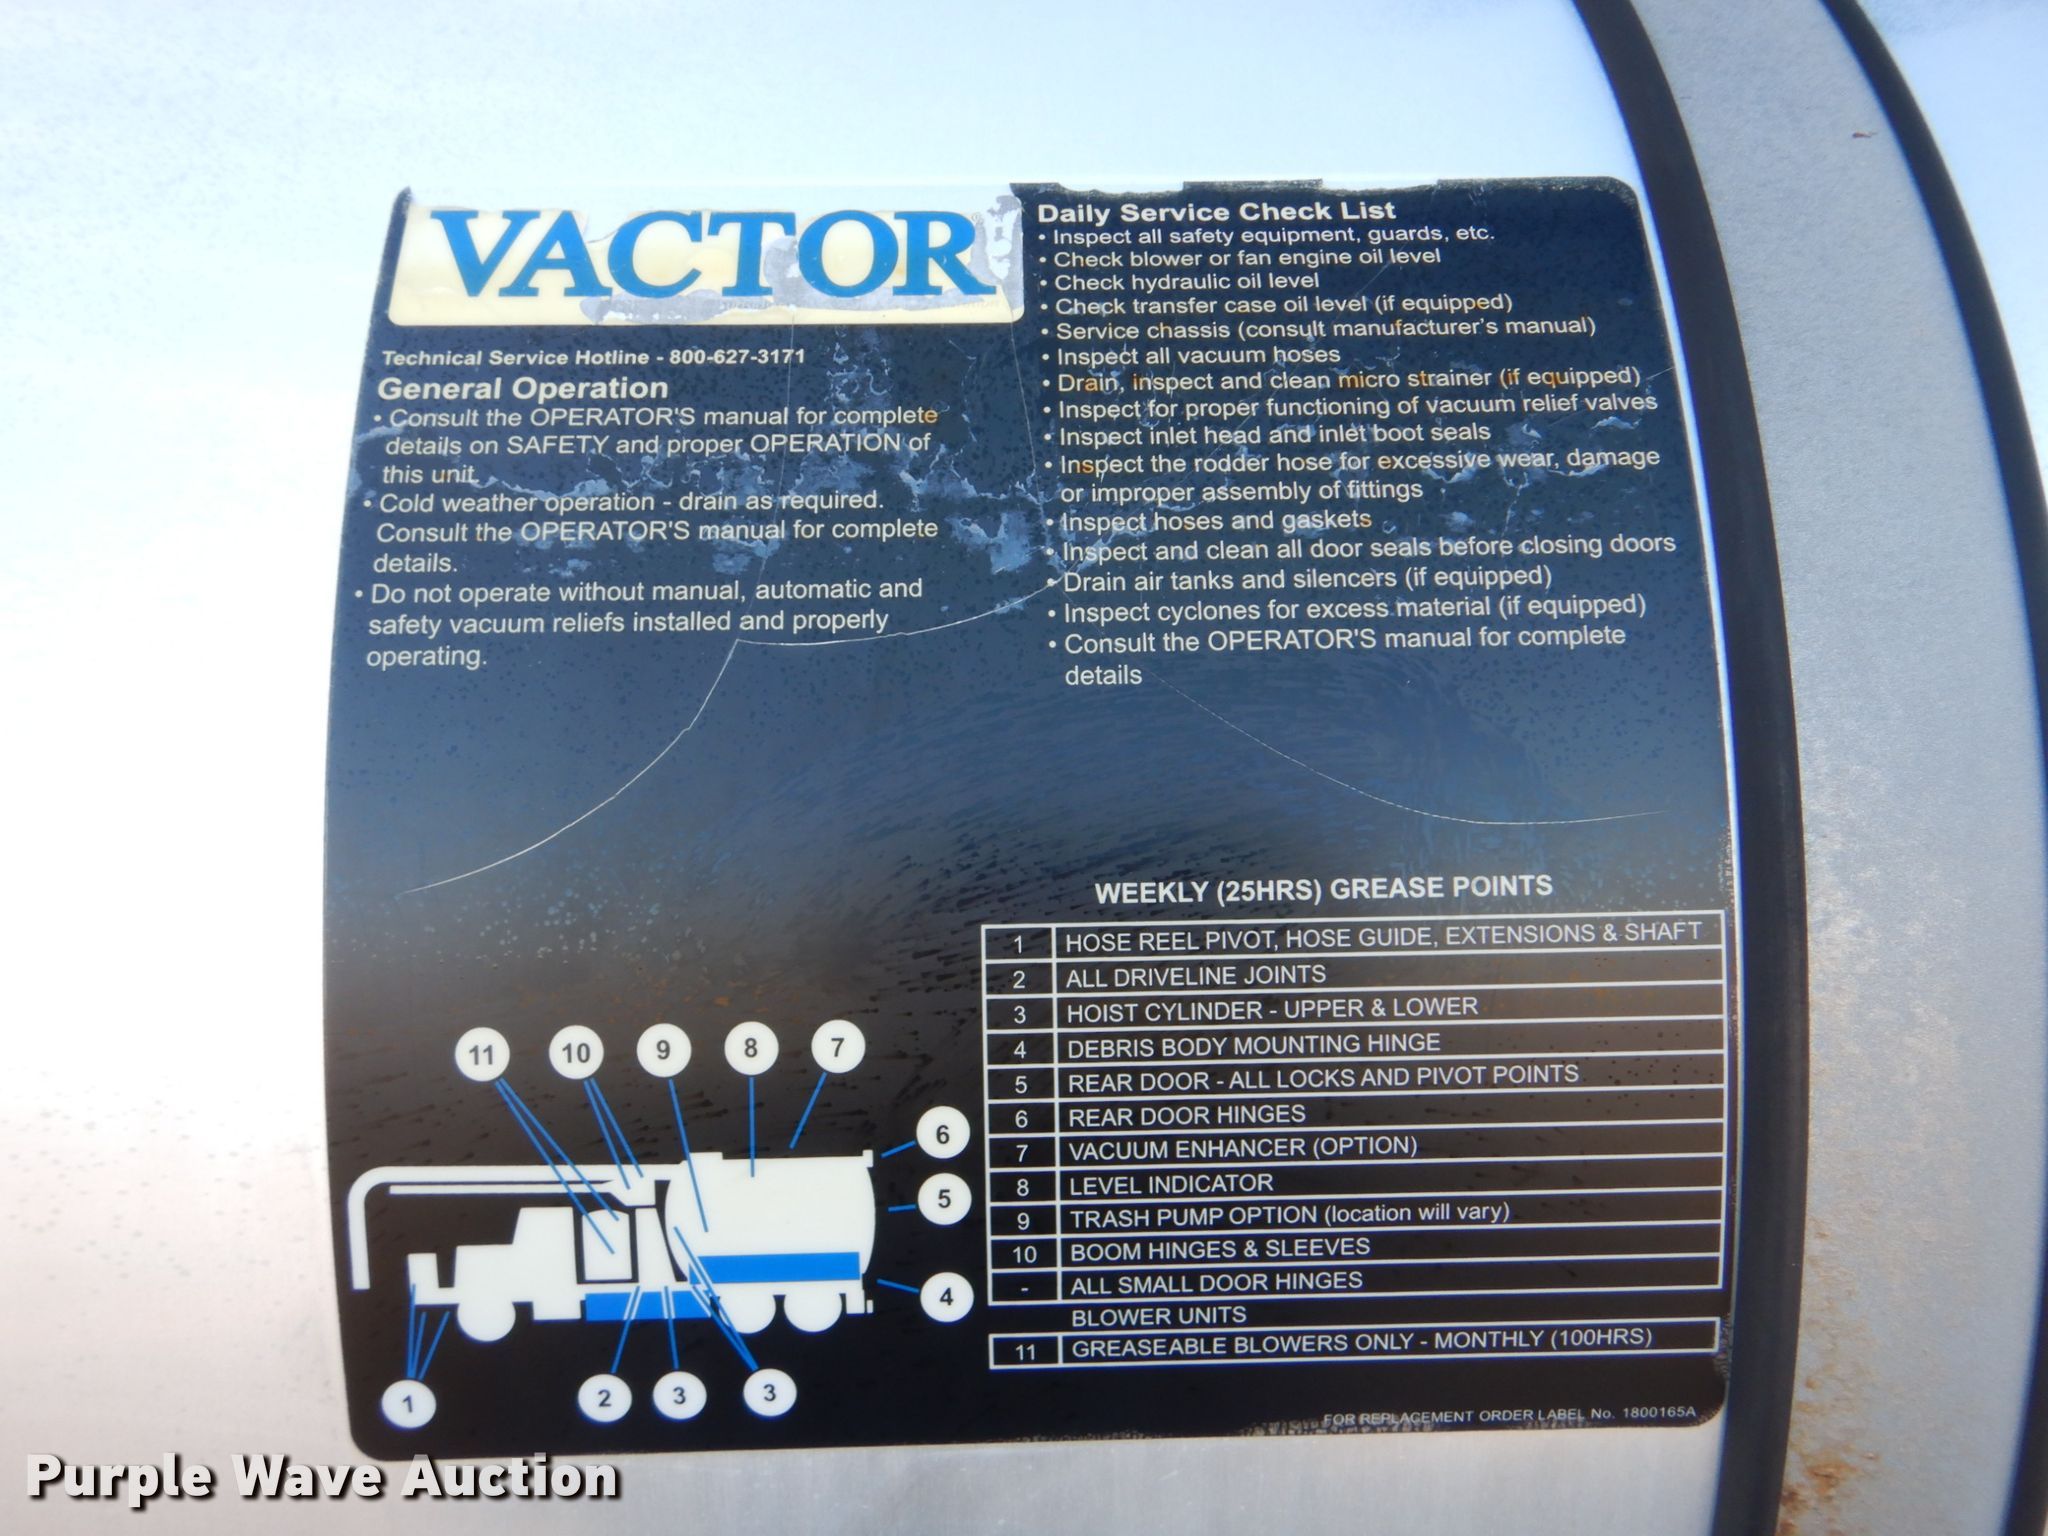 VACTOR
Technical Service Hotline - 800-627-3171
General Operation
• Consult the OPERATOR'S manual for complete
details on SAFETY and proper OPERATION of
this unit.
• Cold weather operation - drain as required.
Consult the OPERATOR'S manual for complete
details.
• Do not operate without manual, automatic and
safety vacuum reliefs installed and properly
operating.
Daily Service Check List
• Inspect all safety equipment, guards, etc.
• Check blower or fan engine oil level
• Check hydraulic oil level
• Check transfer case oil level (if equipped)
• Service chassis (consult manufacturer's manual)
• Inspect all vacuum hoses
• Drain, inspect and clean micro strainer (if equipped)
• Inspect for proper functioning of vacuum relief valves
• Inspect inlet head and inlet boot seals
• Inspect the rodder hose for excessive wear, damage
or improper assembly of fittings
• Inspect hoses and gaskets
• Inspect and clean all door seals before closing doors
• Drain air tanks and silencers (if equipped)
• Inspect cyclones for excess material (if equipped)
• Consult the OPERATOR'S manual for complete
details
WEEKLY (25HRS) GREASE POINTS
1 HOSE REEL PIVOT, HOSE GUIDE, EXTENSIONS & SHAFT
2 ALL DRIVELINE JOINTS
3 HOIST CYLINDER - UPPER & LOWER
4 DEBRIS BODY MOUNTING HINGE
5 REAR DOOR - ALL LOCKS AND PIVOT POINTS
6 REAR DOOR HINGES
7 VACUUM ENHANCER (OPTION)
8 LEVEL INDICATOR
9 TRASH PUMP OPTION (location will vary)
10 BOOM HINGES & SLEEVES
- ALL SMALL DOOR HINGES
BLOWER UNITS
11 GREASEABLE BLOWERS ONLY - MONTHLY (100HRS)
11 10 9 8 7
6
5
4
1 2 3 3
FOR REPLACEMENT ORDER LABEL No. 1800165A
Purple Wave Auction